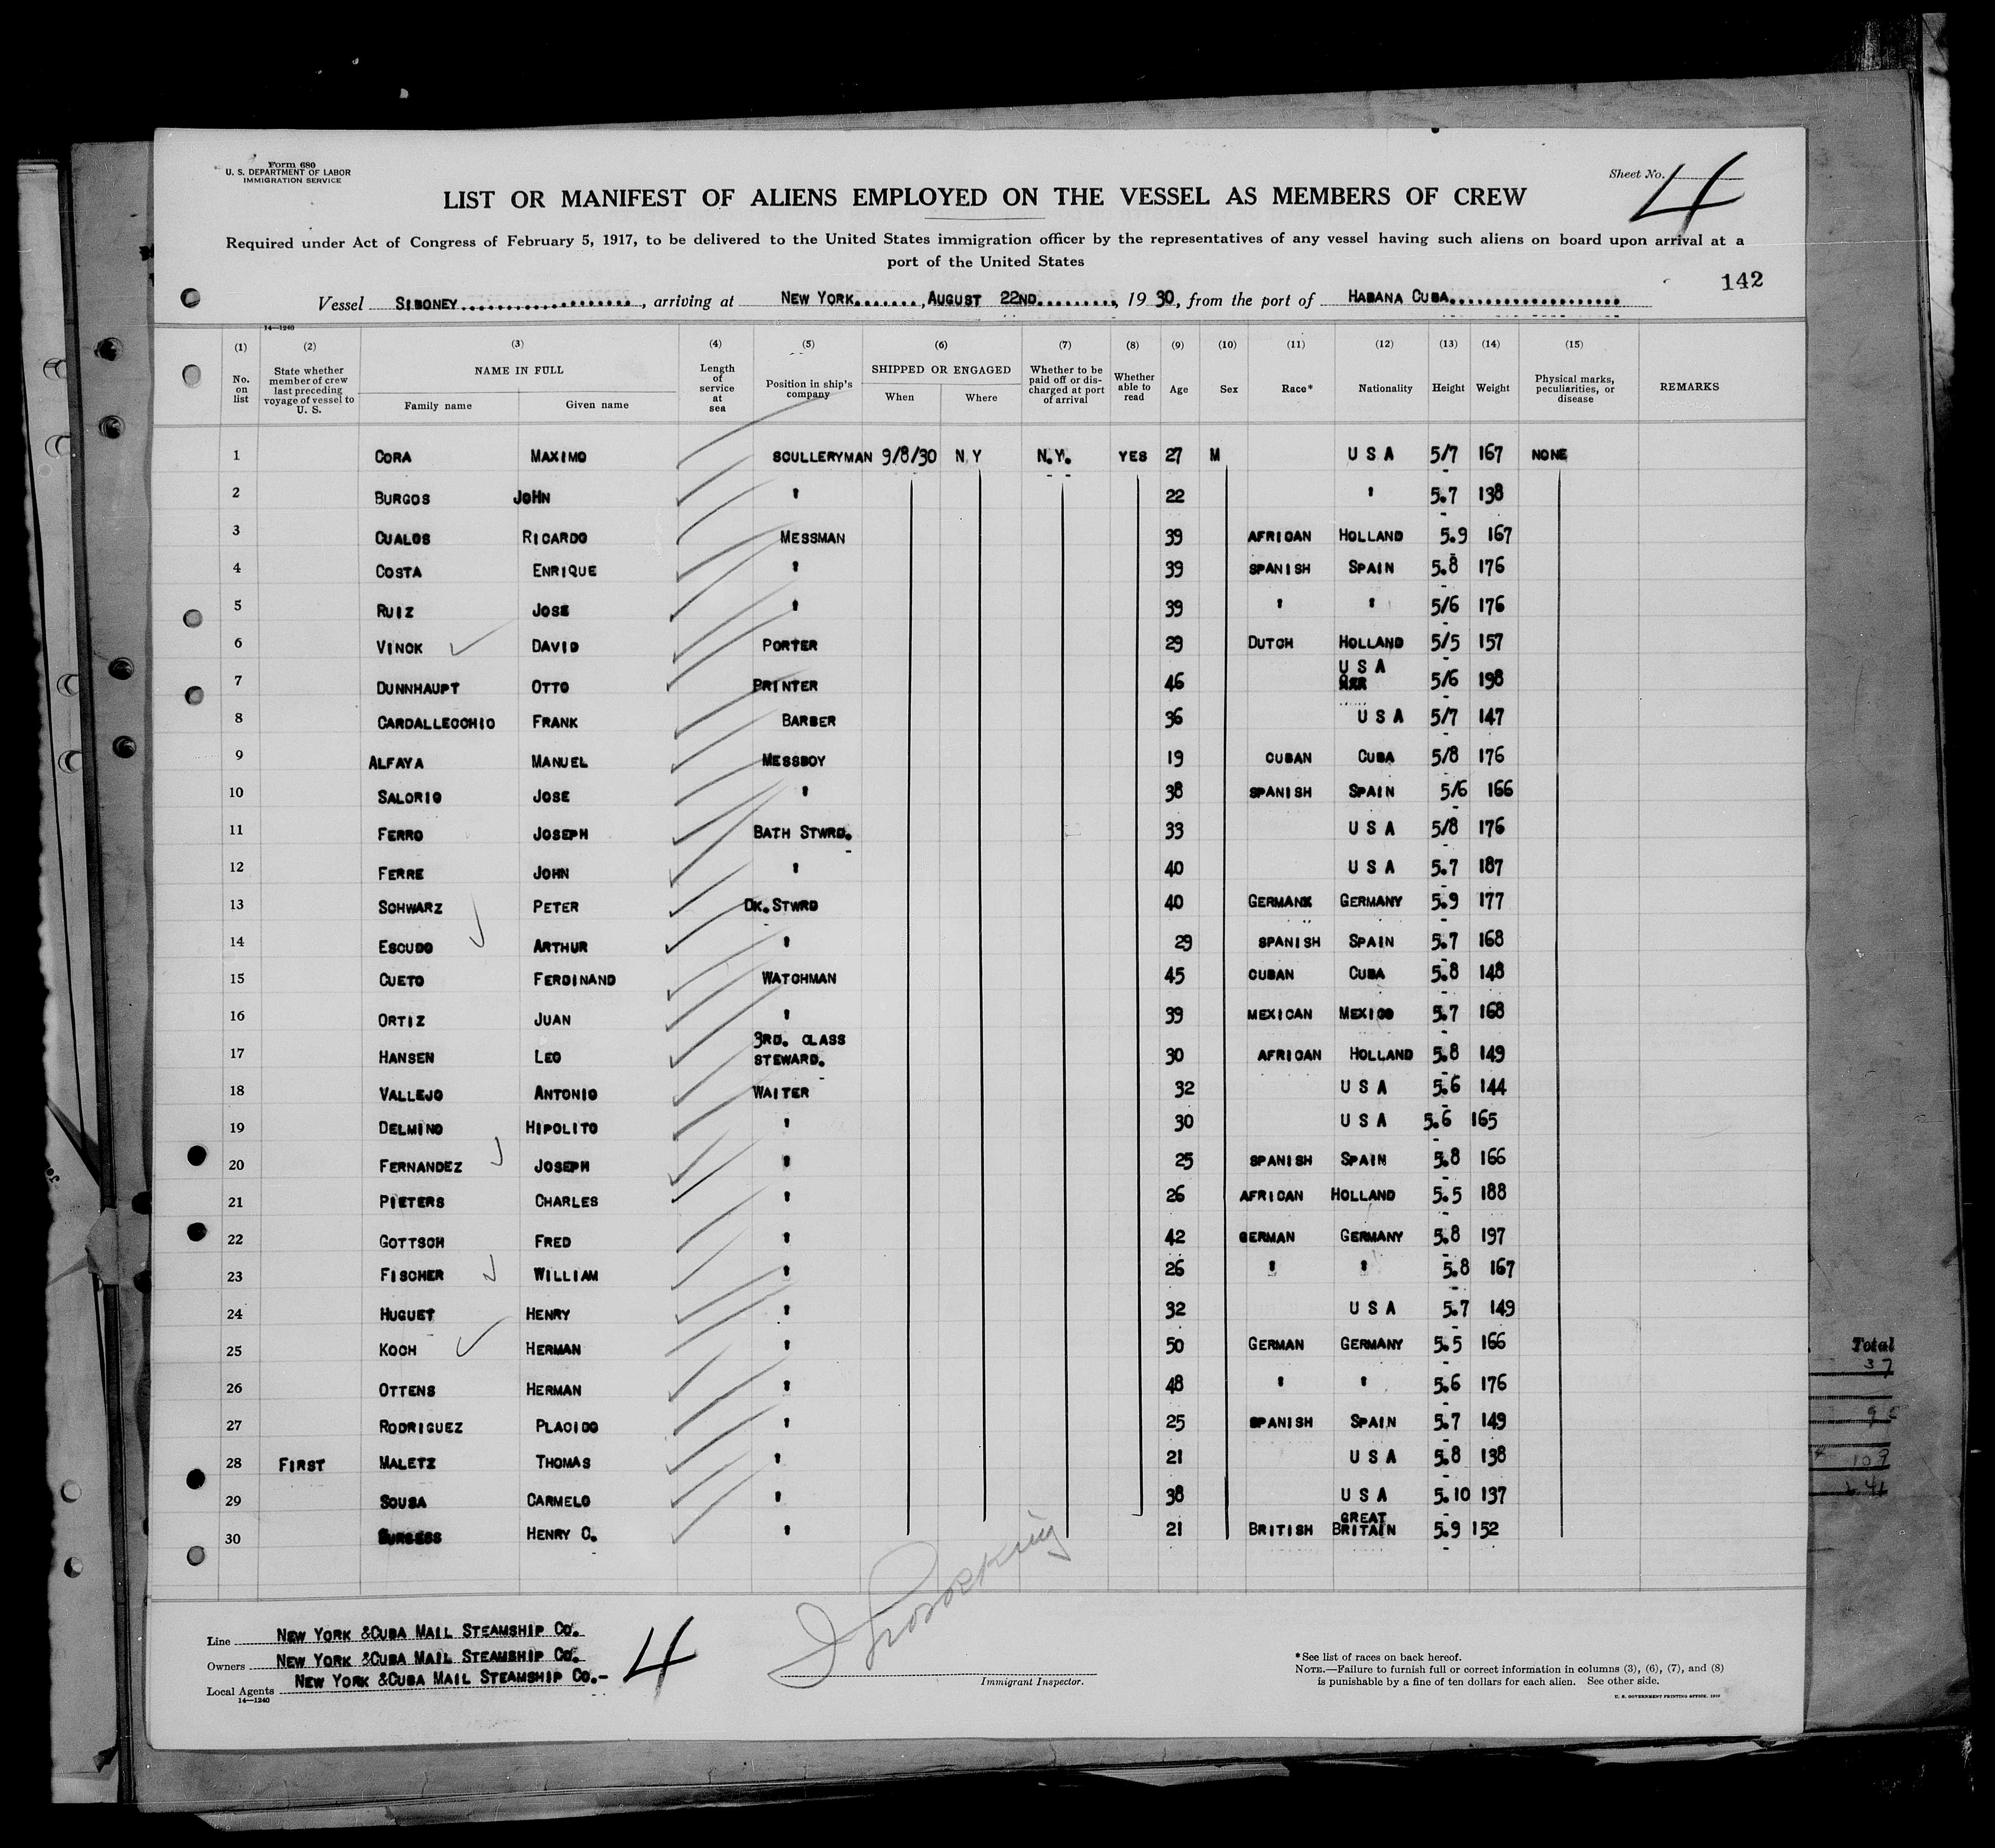 Form 680
U. S. DEPARTMENT OF LABOR
IMMIGRATION SERVICE
Sheet No. 4
LIST OR MANIFEST OF ALIENS EMPLOYED ON THE VESSEL AS MEMBERS OF CREW
Required under Act of Congress of February 5, 1917, to be delivered to the United States immigration officer by the representatives of any vessel having such aliens on board upon arrival at a
port of the United States
142
Vessel SIBONEY, arriving at NEW YORK, AUGUST 22ND, 1930, from the port of HABANA CUBA
14—1240
(1) No. on list (2) State whether member of crew last preceding voyage of vessel to U. S. (3) NAME IN FULL Family name Given name (4) Length of service at sea (5) Position in ship's company (6) SHIPPED OR ENGAGED When Where (7) Whether to be paid off or discharged at port of arrival (8) Whether able to read (9) Age (10) Sex (11) Race* (12) Nationality (13) Height (14) Weight (15) Physical marks, peculiarities, or disease REMARKS
1 CORA MAXIMO SCULLERYMAN 9/8/30 N Y N.Y. YES 27 M U S A 5/7 167 NONE
2 BURGOS JOHN " 22 " 5.7 138
3 CUALOS RICARDO MESSMAN 39 AFRICAN HOLLAND 5.9 167
4 COSTA ENRIQUE " 39 SPANISH SPAIN 5.8 176
5 RUIZ JOSE " 39 " " 5/6 176
6 VINCK DAVID PORTER 29 DUTCH HOLLAND 5/5 157
7 DUNNHAUPT OTTO PRINTER 46 U S A 5/6 198
8 CARDALLECCHIO FRANK BARBER 36 U S A 5/7 147
9 ALFAYA MANUEL MESSBOY 19 CUBAN CUBA 5/8 176
10 SALORIO JOSE " 38 SPANISH SPAIN 5/6 166
11 FERRO JOSEPH BATH STWRD. 33 U S A 5/8 176
12 FERRE JOHN " 40 U S A 5.7 187
13 SCHWARZ PETER DK. STWRD 40 GERMAN GERMANY 5.9 177
14 ESCUDO ARTHUR " 29 SPANISH SPAIN 5.7 168
15 CUETO FERDINAND WATCHMAN 45 CUBAN CUBA 5.8 148
16 ORTIZ JUAN " 39 MEXICAN MEXICO 5.7 168
17 HANSEN LEO 3RD. CLASS STEWARD. 30 AFRICAN HOLLAND 5.8 149
18 VALLEJO ANTONIO WAITER 32 U S A 5.6 144
19 DELMINO HIPOLITO " 30 U S A 5.6 165
20 FERNANDEZ JOSEPH " 25 SPANISH SPAIN 5.8 166
21 PIETERS CHARLES " 26 AFRICAN HOLLAND 5.5 188
22 GOTTSCH FRED " 42 GERMAN GERMANY 5.8 197
23 FISCHER WILLIAM " 26 " " 5.8 167
24 HUGUET HENRY " 32 U S A 5.7 149
25 KOCH HERMAN " 50 GERMAN GERMANY 5.5 166
26 OTTENS HERMAN " 48 " " 5.6 176
27 RODRIGUEZ PLACIDO " 25 SPANISH SPAIN 5.7 149
28 FIRST MALETZ THOMAS " 21 U S A 5.8 138
29 SOUSA CARMELO " 38 U S A 5.10 137
30 BURGESS HENRY C. " 21 BRITISH GREAT BRITAIN 5.9 152
Line NEW YORK &CUBA MAIL STEAMSHIP CO.
Owners NEW YORK &CUBA MAIL STEAMSHIP CO.
Local Agents NEW YORK &CUBA MAIL STEAMSHIP CO.-
14—1240
4
Immigrant Inspector.
*See list of races on back hereof.
NOTE.—Failure to furnish full or correct information in columns (3), (6), (7), and (8)
is punishable by a fine of ten dollars for each alien. See other side.
Total
37